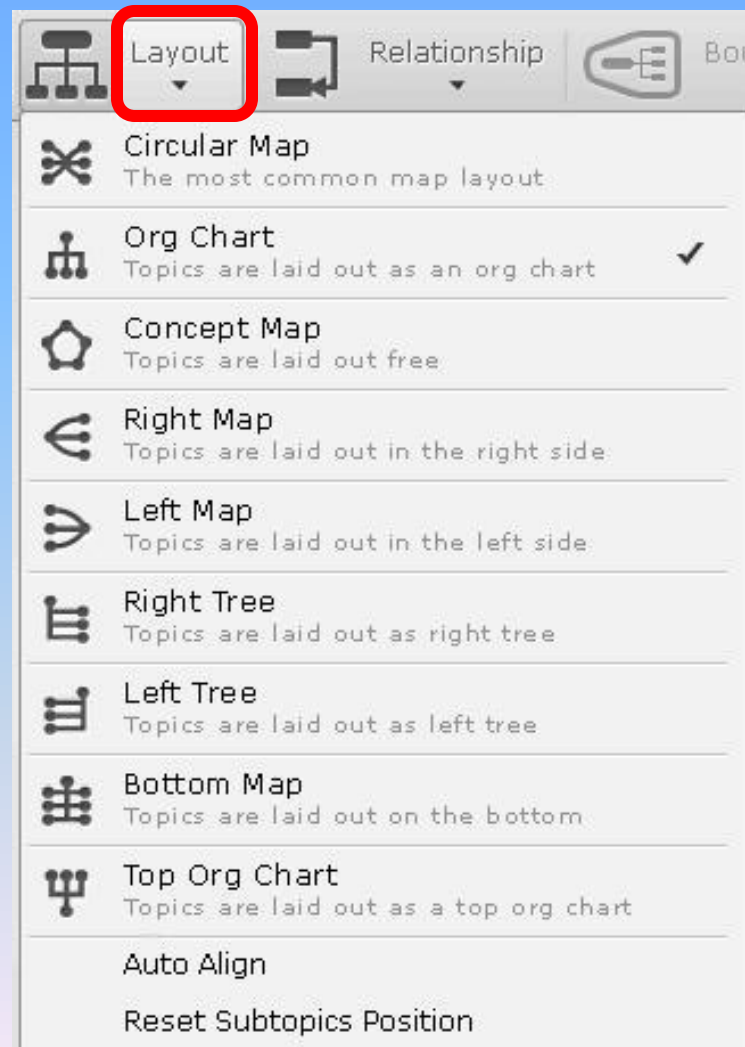 Layout
Relationship
Circular Map
The most common map layout
Org Chart
Topics are laid out as an org chart
Concept Map
Topics are laid out free
Right Map
Topics are laid out in the right side
Left Map
Topics are laid out in the left side
Right Tree
Topics are laid out as right tree
Left Tree
Topics are laid out as left tree
Bottom Map
Topics are laid out on the bottom
Top Org Chart
Topics are laid out as a top org chart
Auto Align
Reset Subtopics Position